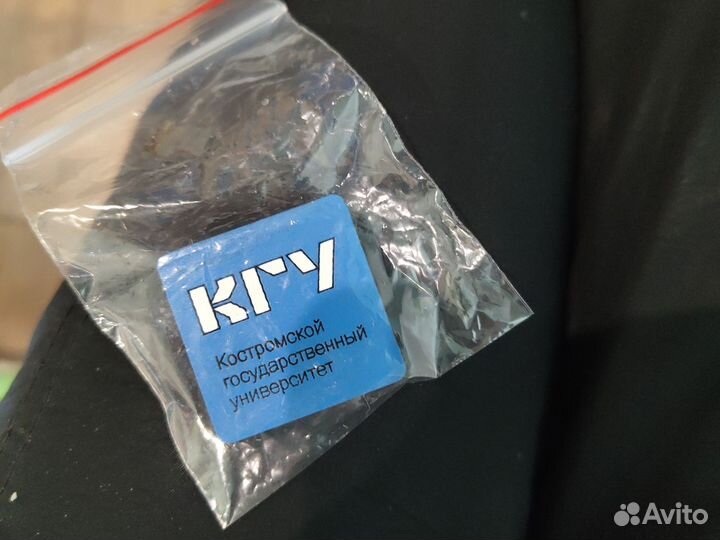 КГУ
Костромской
государственный
университет
Avito